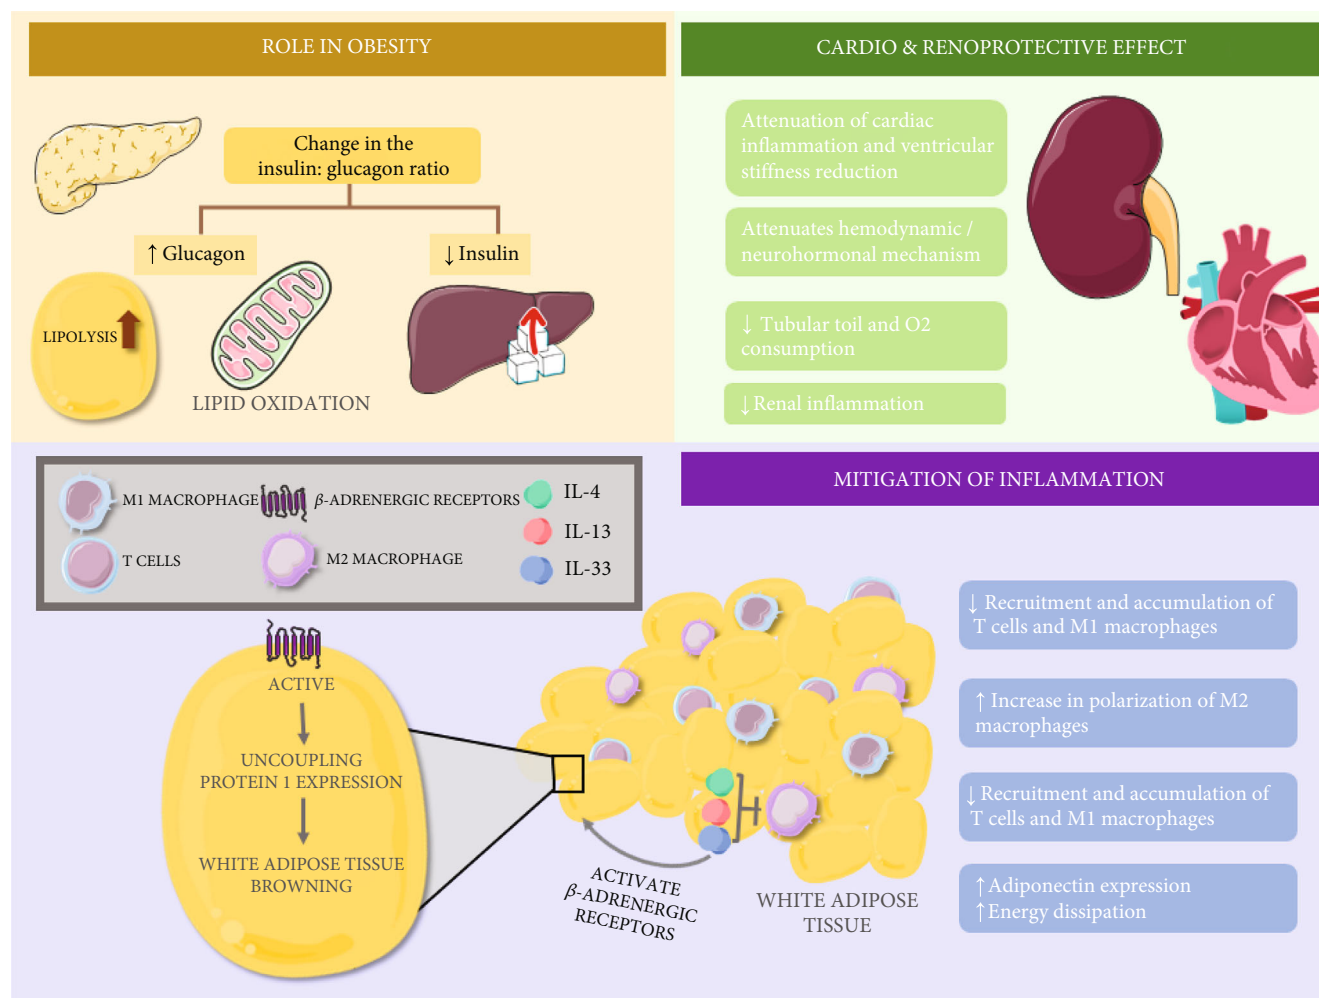 ROLE IN OBESITY
Change in the
insulin: glucagon ratio
↑ Glucagon
↓ Insulin
LIPOLYSIS
LIPID OXIDATION
CARDIO & RENOPROTECTIVE EFFECT
Attenuation of cardiac
inflammation and ventricular
stiffness reduction
Attenuates hemodynamic /
neurohormonal mechanism
↓ Tubular toil and O2
consumption
↓ Renal inflammation
M1 MACROPHAGE
β-ADRENERGIC RECEPTORS
IL-4
IL-13
T CELLS
M2 MACROPHAGE
IL-33
MITIGATION OF INFLAMMATION
ACTIVE
UNCOUPLING
PROTEIN 1 EXPRESSION
WHITE ADIPOSE TISSUE
BROWNING
ACTIVATE
β-ADRENERGIC
RECEPTORS
WHITE ADIPOSE
TISSUE
↓ Recruitment and accumulation of
T cells and M1 macrophages
↑ Increase in polarization of M2
macrophages
↓ Recruitment and accumulation of
T cells and M1 macrophages
↑ Adiponectin expression
↑ Energy dissipation